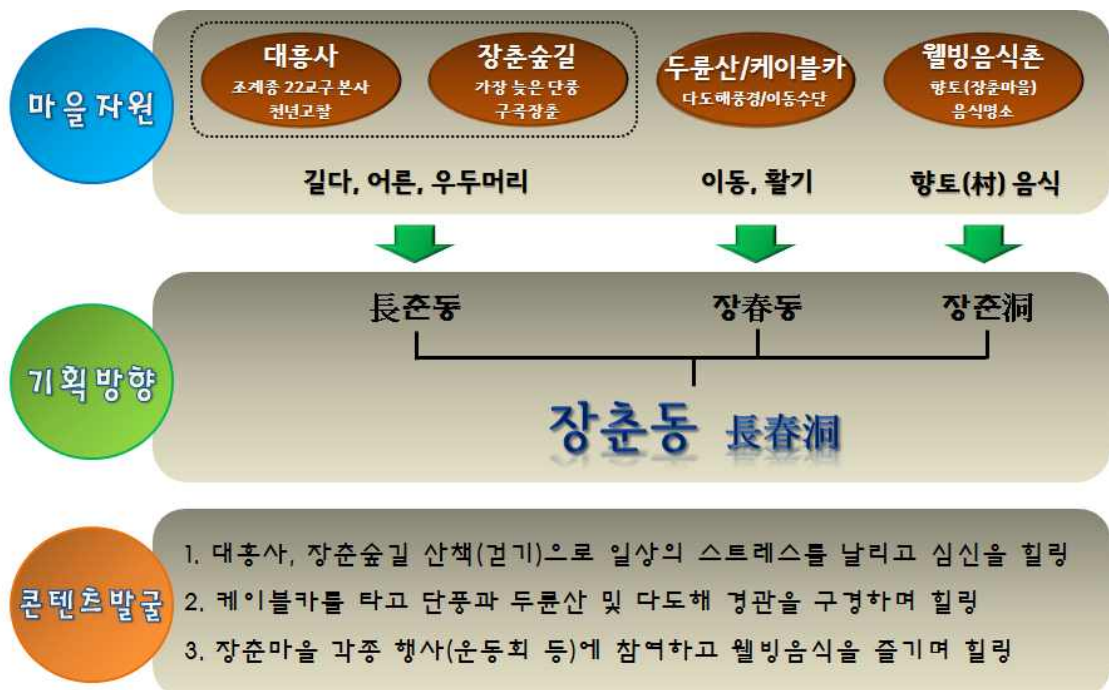 마을자원
대흥사
조계종 22교구 본사
천년고찰
장춘숲길
가장 늦은 단풍
구곡장춘
두륜산/케이블카
다도해풍경/이동수단
웰빙음식촌
향토(장춘마을)
음식명소
길다, 어른, 우두머리
이동, 활기
향토(村) 음식
기획방향
長춘동
장春동
장춘洞
장춘동 長春洞
콘텐츠발굴
1. 대흥사, 장춘숲길 산책(걷기)으로 일상의 스트레스를 날리고 심신을 힐링
2. 케이블카를 타고 단풍과 두륜산 및 다도해 경관을 구경하며 힐링
3. 장춘마을 각종 행사(운동회 등)에 참여하고 웰빙음식을 즐기며 힐링